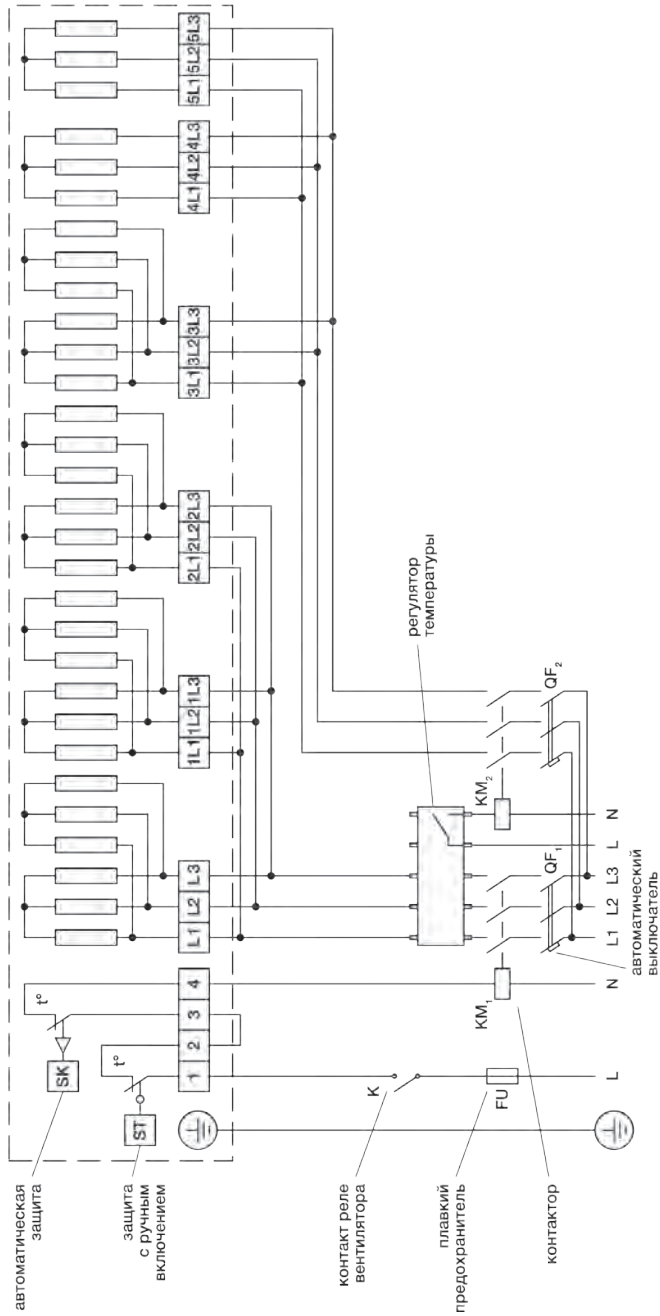 автоматическая
защита
защита
с ручным
включением
SK
t°
ST
t°
1
2
3
4
L1
L2
L3
1L1
1L2
1L3
2L1
2L2
2L3
3L1
3L2
3L3
4L1
4L2
4L3
5L1
5L2
5L3
контакт реле
вентилятора
K
плавкий
предохранитель
FU
контактор
KM1
KM2
регулятор
температуры
QF1
QF2
автоматический
выключатель
L
N
L1
L2
L3
L
N